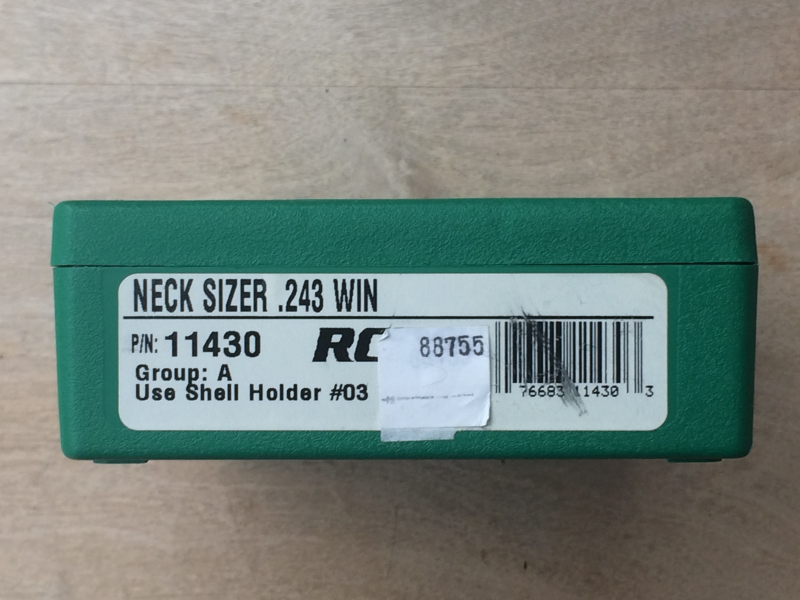 NECK SIZER .243 WIN
P/N: 11430
RC
88755
Group: A
Use Shell Holder #03
76683 11430 3